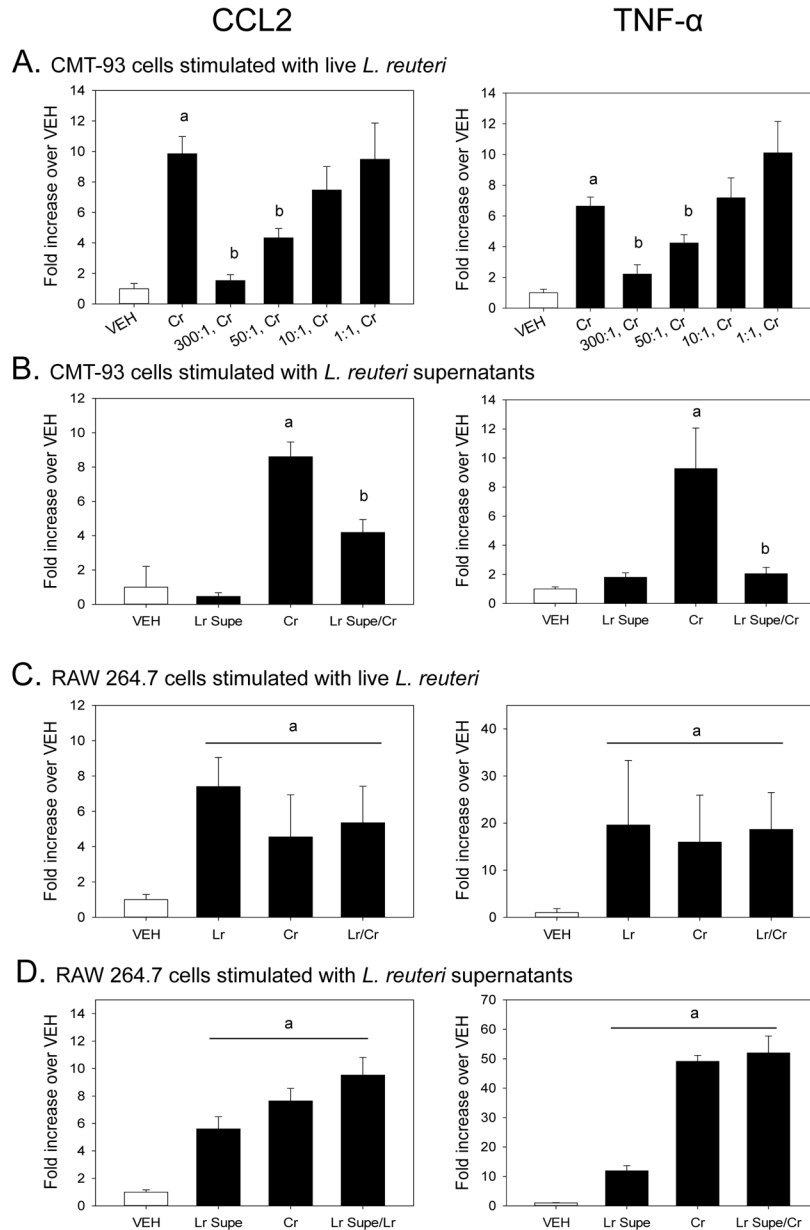 CCL2
TNF-α
A. CMT-93 cells stimulated with live L. reuteri
Fold increase over VEH
14
12
10
8
6
4
2
0
a
b
b
VEH
Cr
300:1, Cr
50:1, Cr
10:1, Cr
1:1, Cr
Fold increase over VEH
14
12
10
8
6
4
2
0
a
b
b
VEH
Cr
300:1, Cr
50:1, Cr
10:1, Cr
1:1, Cr
B. CMT-93 cells stimulated with L. reuteri supernatants
Fold increase over VEH
12
10
8
6
4
2
0
a
b
VEH
Lr Supe
Cr
Lr Supe/Cr
Fold increase over VEH
14
12
10
8
6
4
2
0
a
b
VEH
Lr Supe
Cr
Lr Supe/Cr
C. RAW 264.7 cells stimulated with live L. reuteri
Fold increase over VEH
12
10
8
6
4
2
0
a
VEH
Lr
Cr
Lr/Cr
Fold increase over VEH
40
30
20
10
0
a
VEH
Lr
Cr
Lr/Cr
D. RAW 264.7 cells stimulated with L. reuteri supernatants
Fold increase over VEH
12
10
8
6
4
2
0
a
VEH
Lr Supe
Cr
Lr Supe/Lr
Fold increase over VEH
70
60
50
40
30
20
10
0
a
VEH
Lr Supe
Cr
Lr Supe/Cr